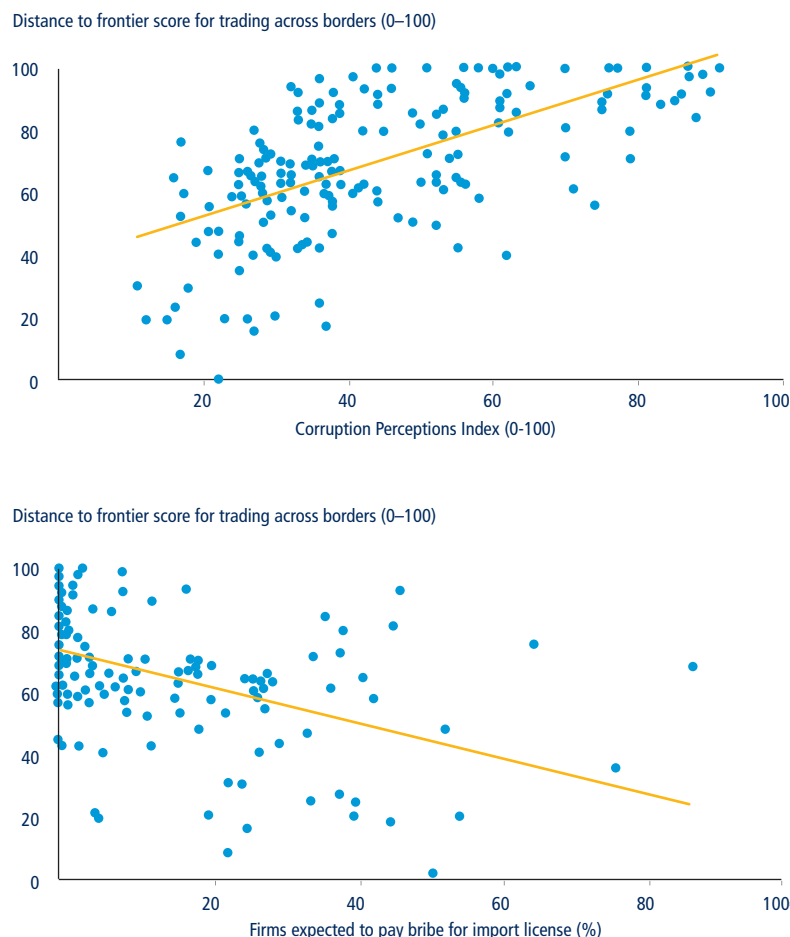 Distance to frontier score for trading across borders (0–100)
100
80
60
40
20
0
20 40 60 80 100
Corruption Perceptions Index (0-100)
Distance to frontier score for trading across borders (0–100)
100
80
60
40
20
0
20 40 60 80 100
Firms expected to pay bribe for import license (%)